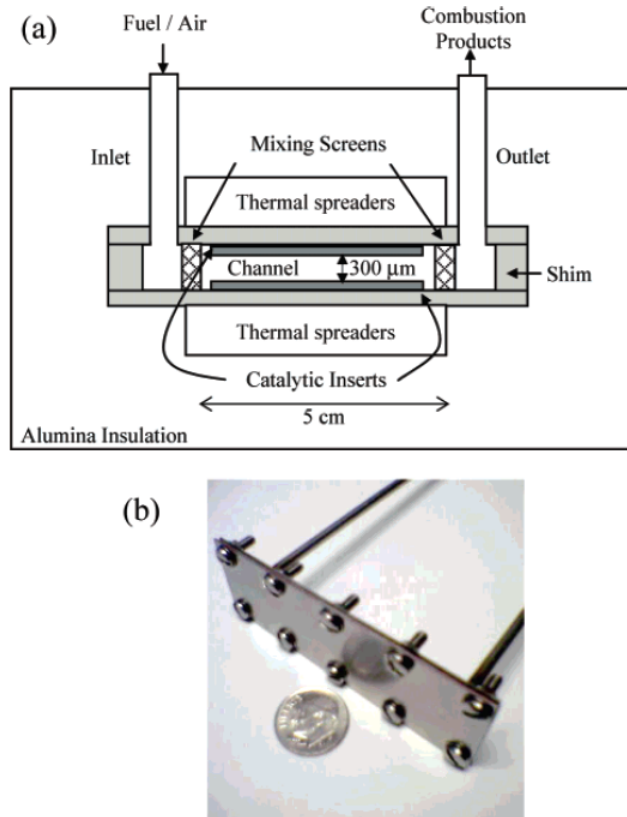 (a)
Fuel / Air
Combustion
Products
Inlet
Mixing Screens
Outlet
Thermal spreaders
Channel
300 μm
Shim
Thermal spreaders
Catalytic Inserts
5 cm
Alumina Insulation
(b)